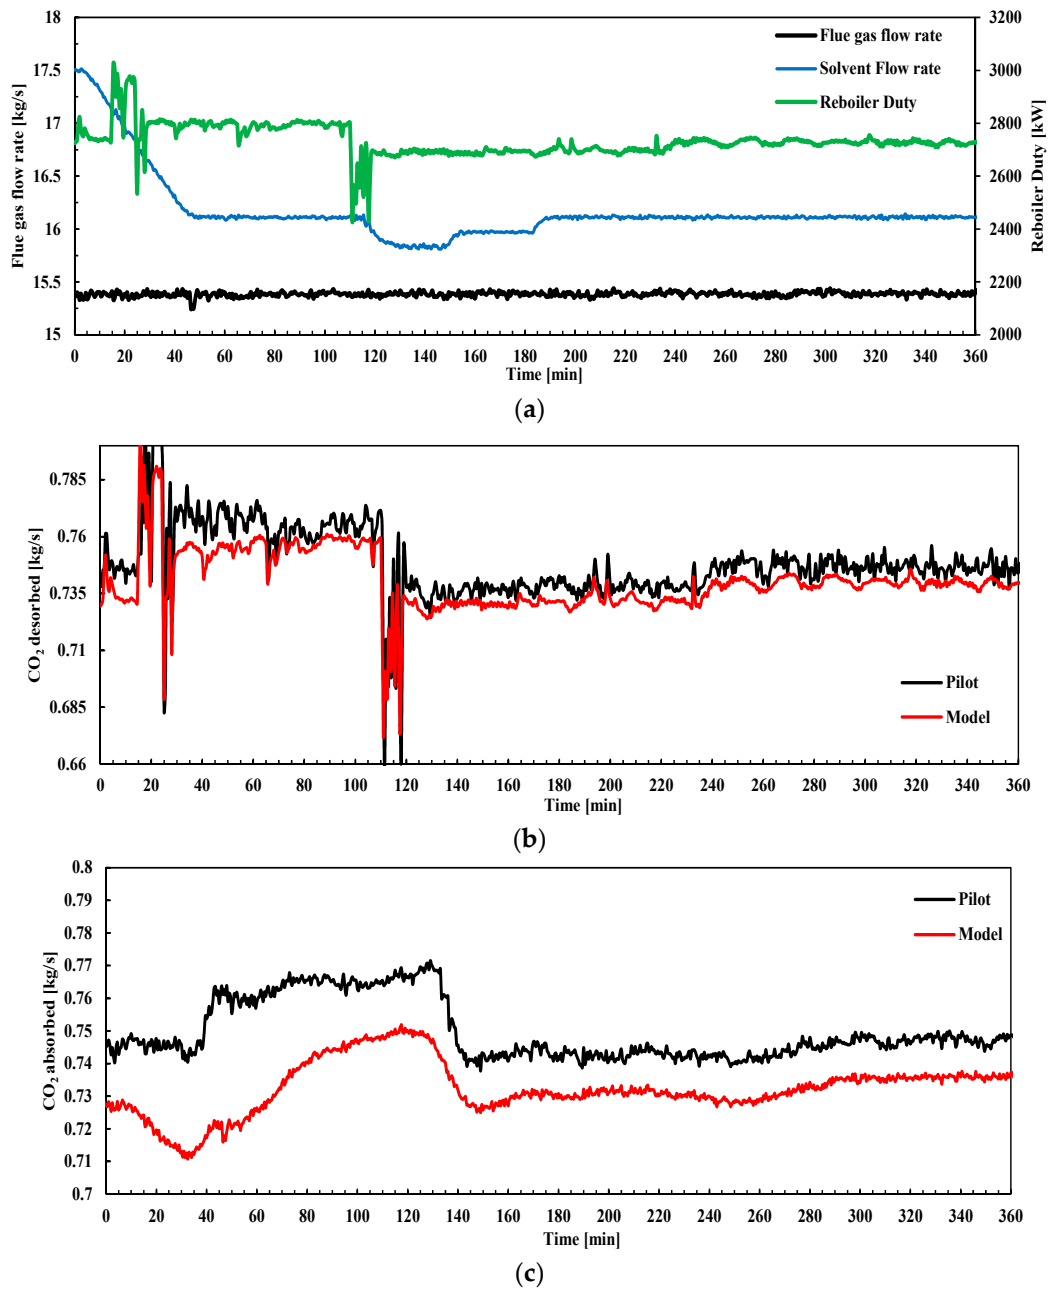 18
17.5
17
16.5
16
15.5
15
Flue gas flow rate [kg/s]
Flue gas flow rate
Solvent Flow rate
Reboiler Duty
3200
3000
2800
2600
2400
2200
2000
Reboiler Duty [kW]
0 20 40 60 80 100 120 140 160 180 200 220 240 260 280 300 320 340 360
Time [min]
(a)
0.785
0.76
0.735
0.71
0.685
0.66
CO2 desorbed [kg/s]
Pilot
Model
0 20 40 60 80 100 120 140 160 180 200 220 240 260 280 300 320 340 360
Time [min]
(b)
0.8
0.79
0.78
0.77
0.76
0.75
0.74
0.73
0.72
0.71
0.7
CO2 absorbed [kg/s]
Pilot
Model
0 20 40 60 80 100 120 140 160 180 200 220 240 260 280 300 320 340 360
Time [min]
(c)